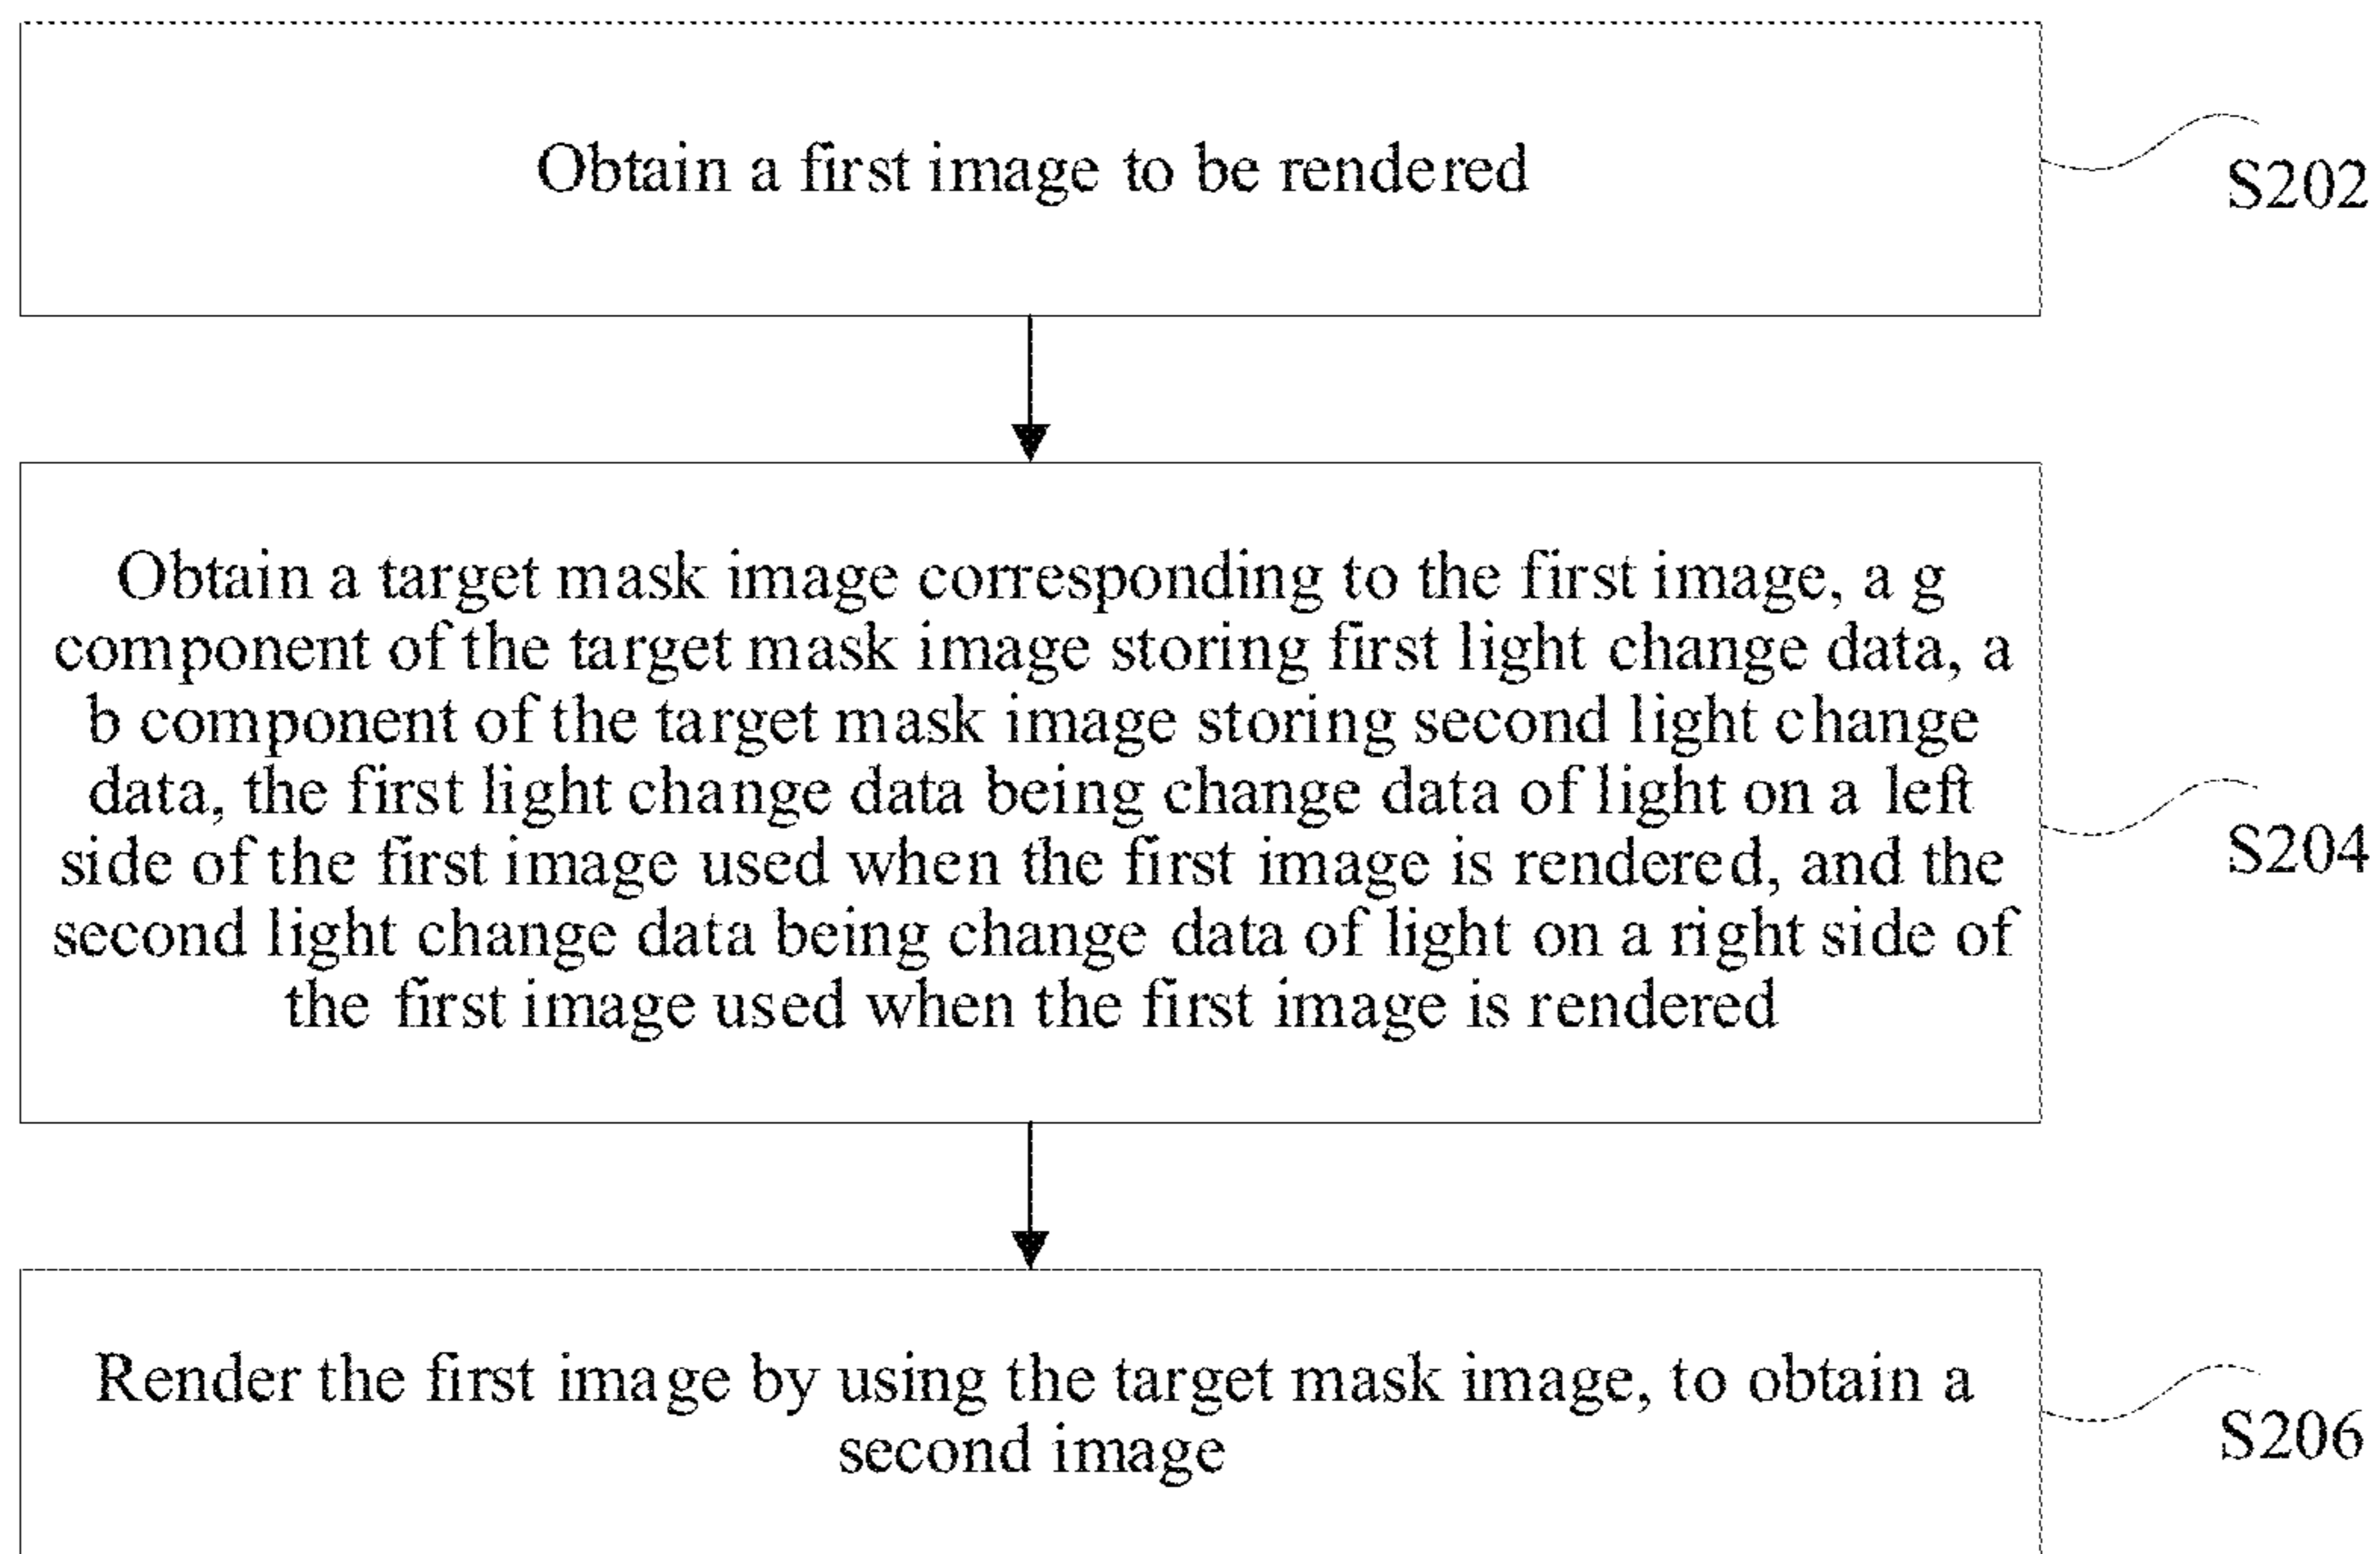 Obtain a first image to be rendered
S202
Obtain a target mask image corresponding to the first image, a g
component of the target mask image storing first light change data, a
b component of the target mask image storing second light change
data, the first light change data being change data of light on a left
side of the first image used when the first image is rendered, and the
second light change data being change data of light on a right side of
the first image used when the first image is rendered
S204
Render the first image by using the target mask image, to obtain a
second image
S206